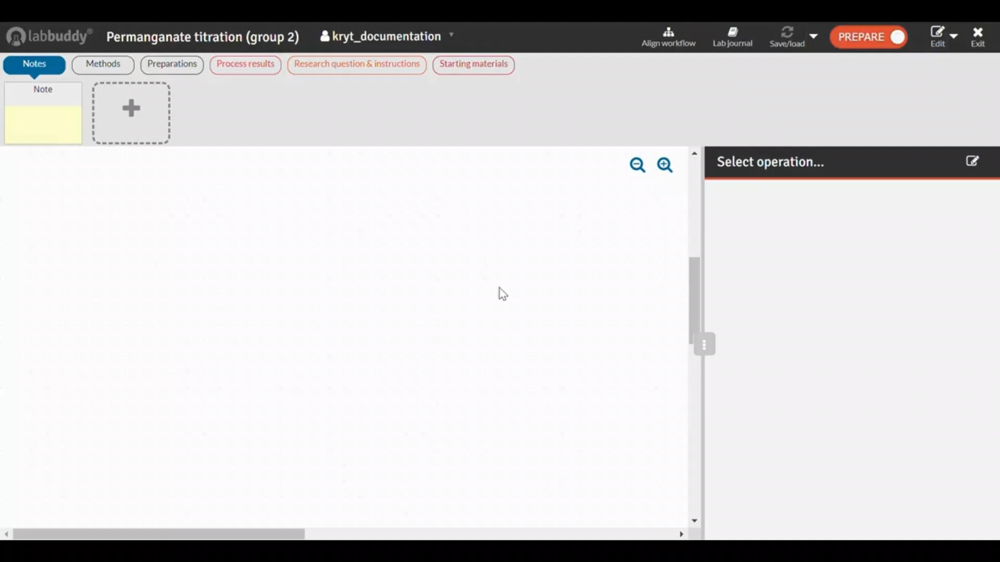 labbuddy®
Permanganate titration (group 2)
kryt_documentation
Align workflow
Lab journal
Save/load
PREPARE
Edit
Exit
Notes
Methods
Preparations
Process results
Research question & instructions
Starting materials
Note
Select operation...